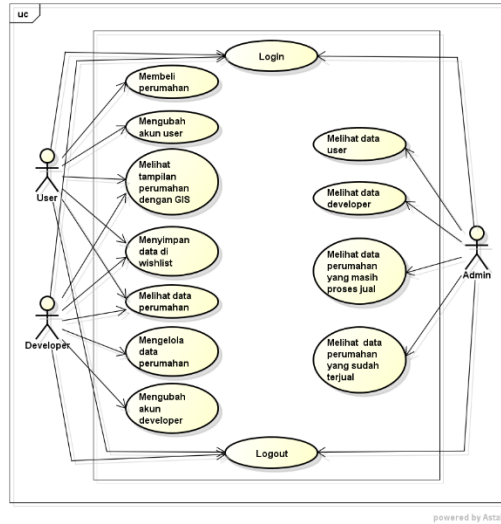 uc
Login
Membeli
perumahan
Mengubah
akun user
Melihat
tampilan
perumahan
dengan GIS
Menyimpan
data di
wishlist
Melihat data
perumahan
Mengelola
data
perumahan
Mengubah
akun
developer
User
Developer
Melihat data
user
Melihat data
developer
Melihat data
perumahan
yang masih
proses jual
Melihat data
perumahan
yang sudah
terjual
Admin
Logout
powered by Asta